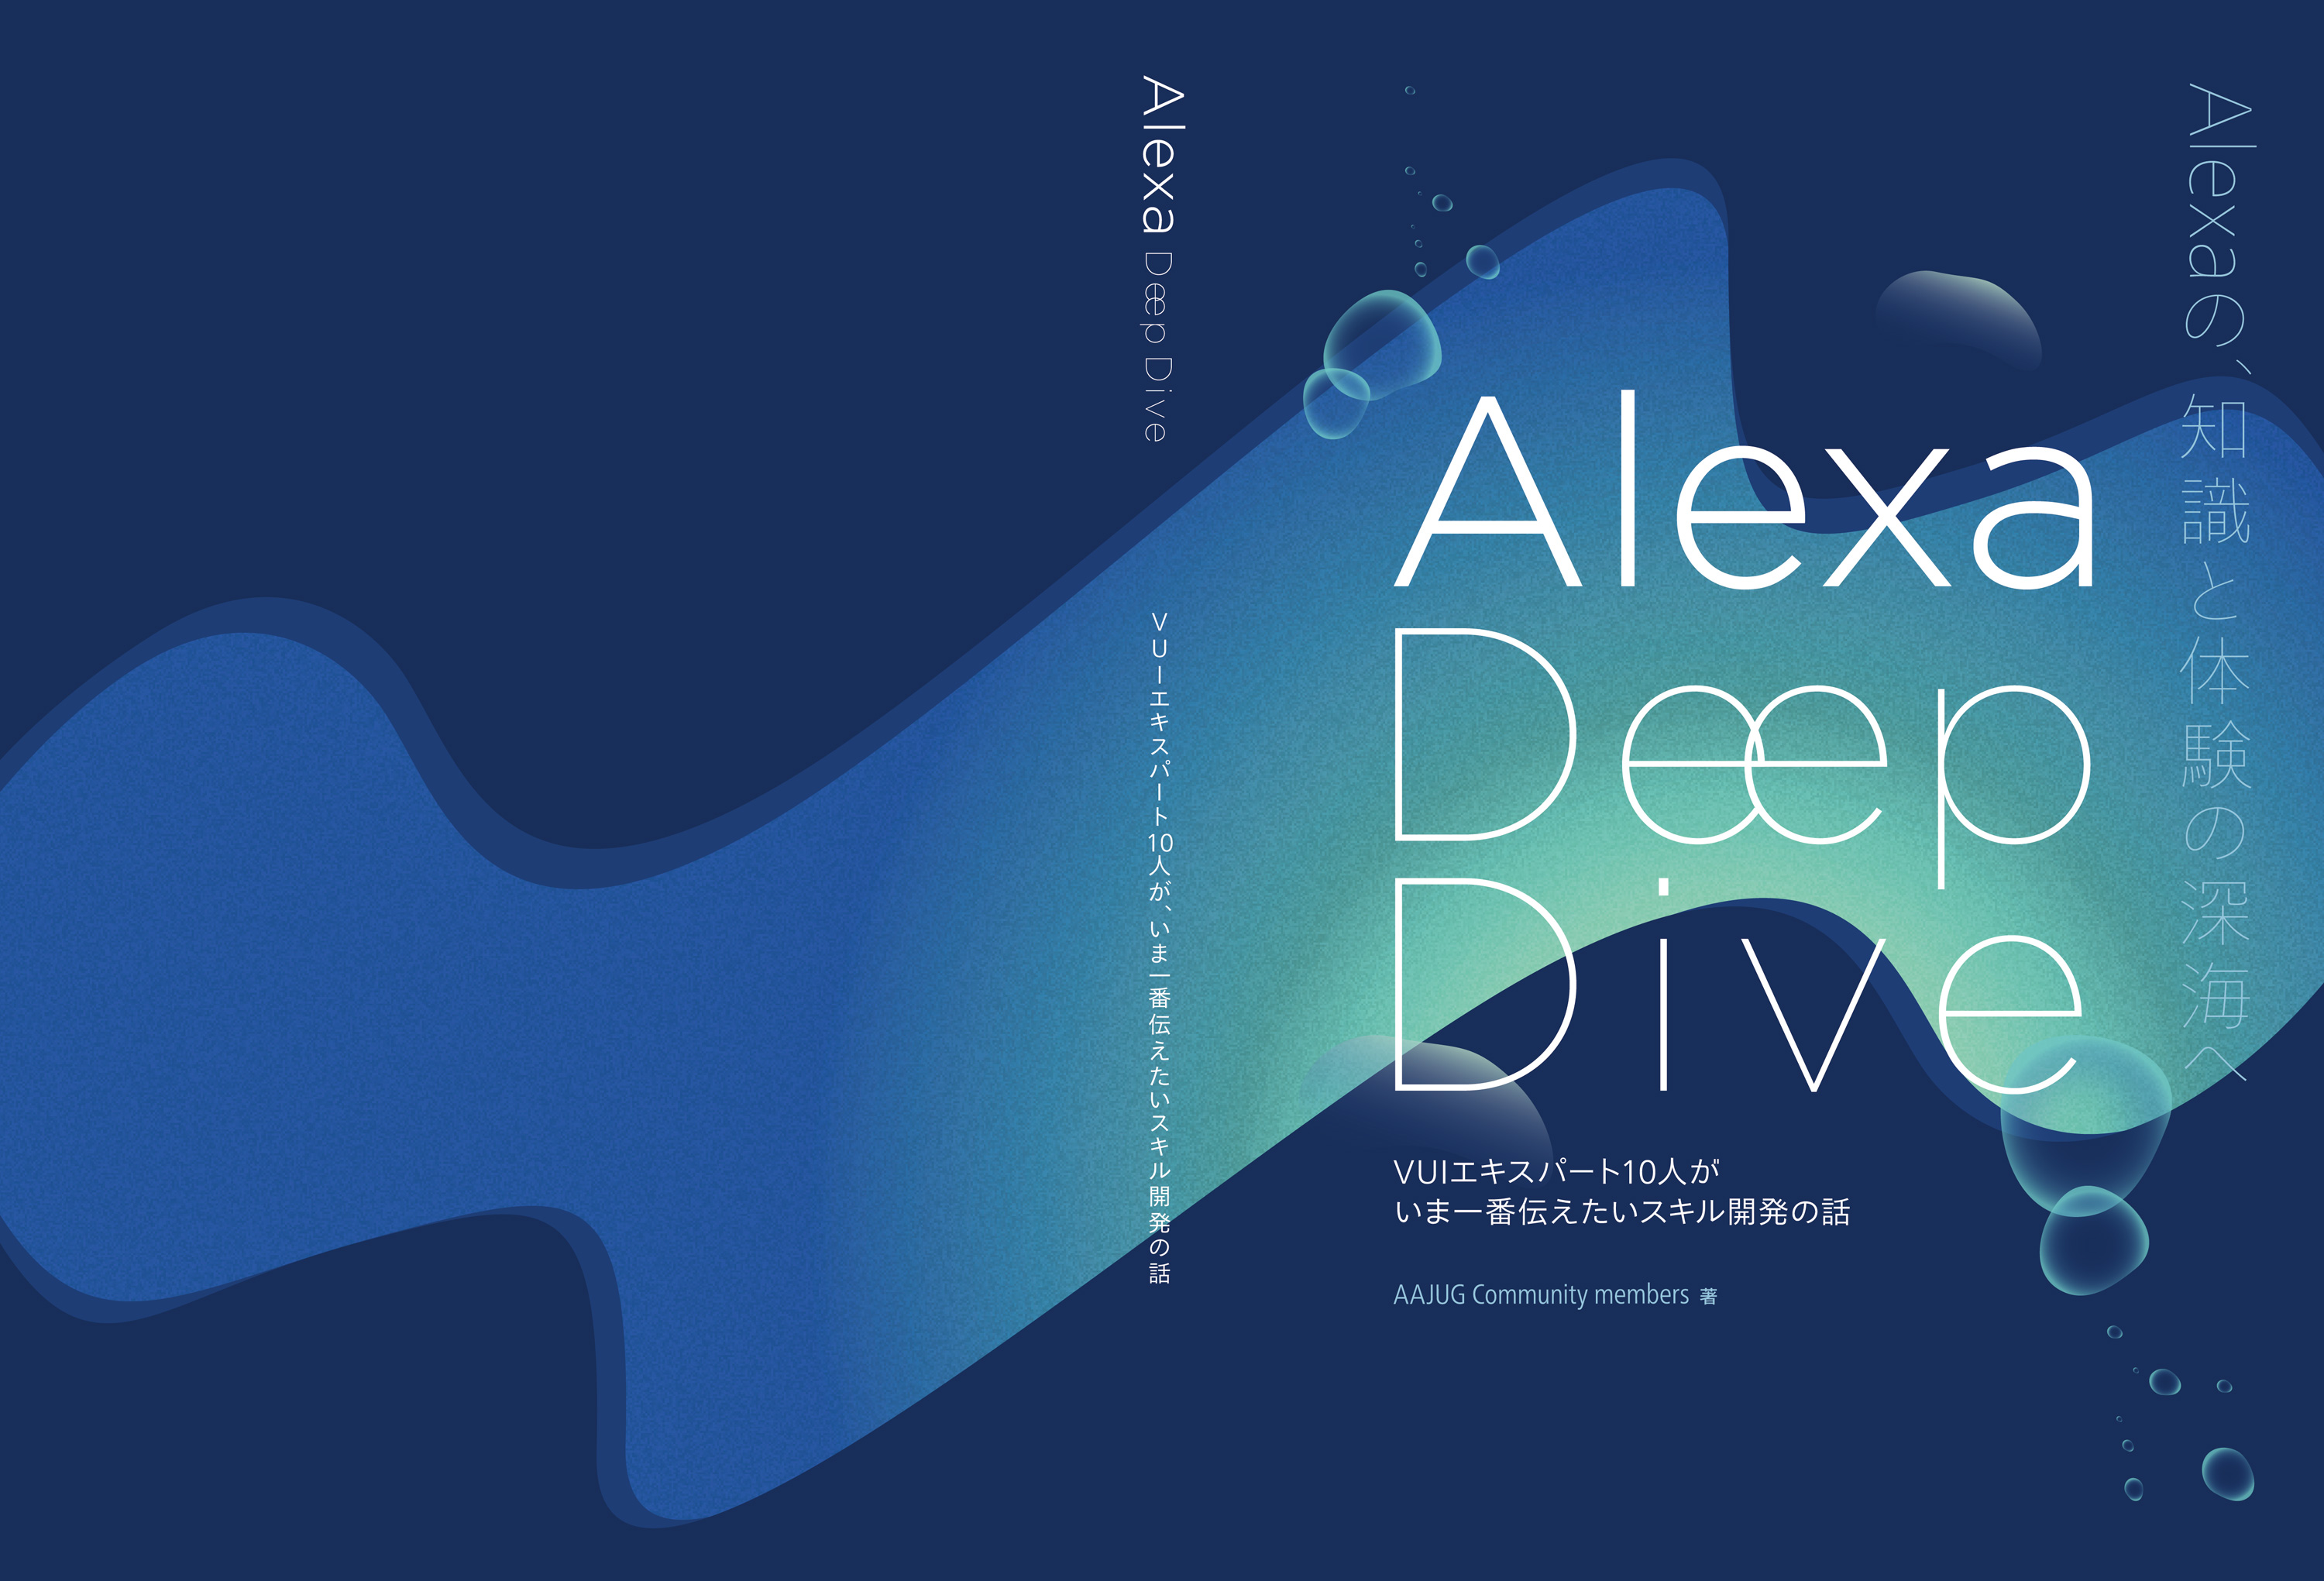 Alexa Deep Dive
VUIエキスパート10人が、いま一番伝えたいスキル開発の話
Alexa
Deep
Dive
VUIエキスパート10人が
いま一番伝えたいスキル開発の話
AAJUG Community members 著
Alexaの、知識と体験の深海へ